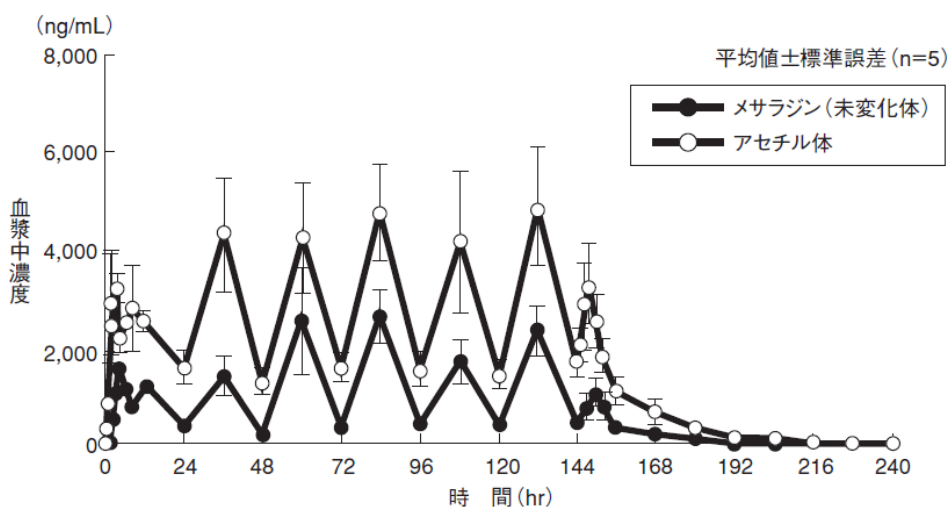 (ng/mL)
8,000
6,000
4,000
2,000
0
血漿中濃度
平均値士標準誤差(n=5)
メサラジン(未変化体)
アセチル体
0 24 48 72 96 120 144 168 192 216 240
時 間(hr)